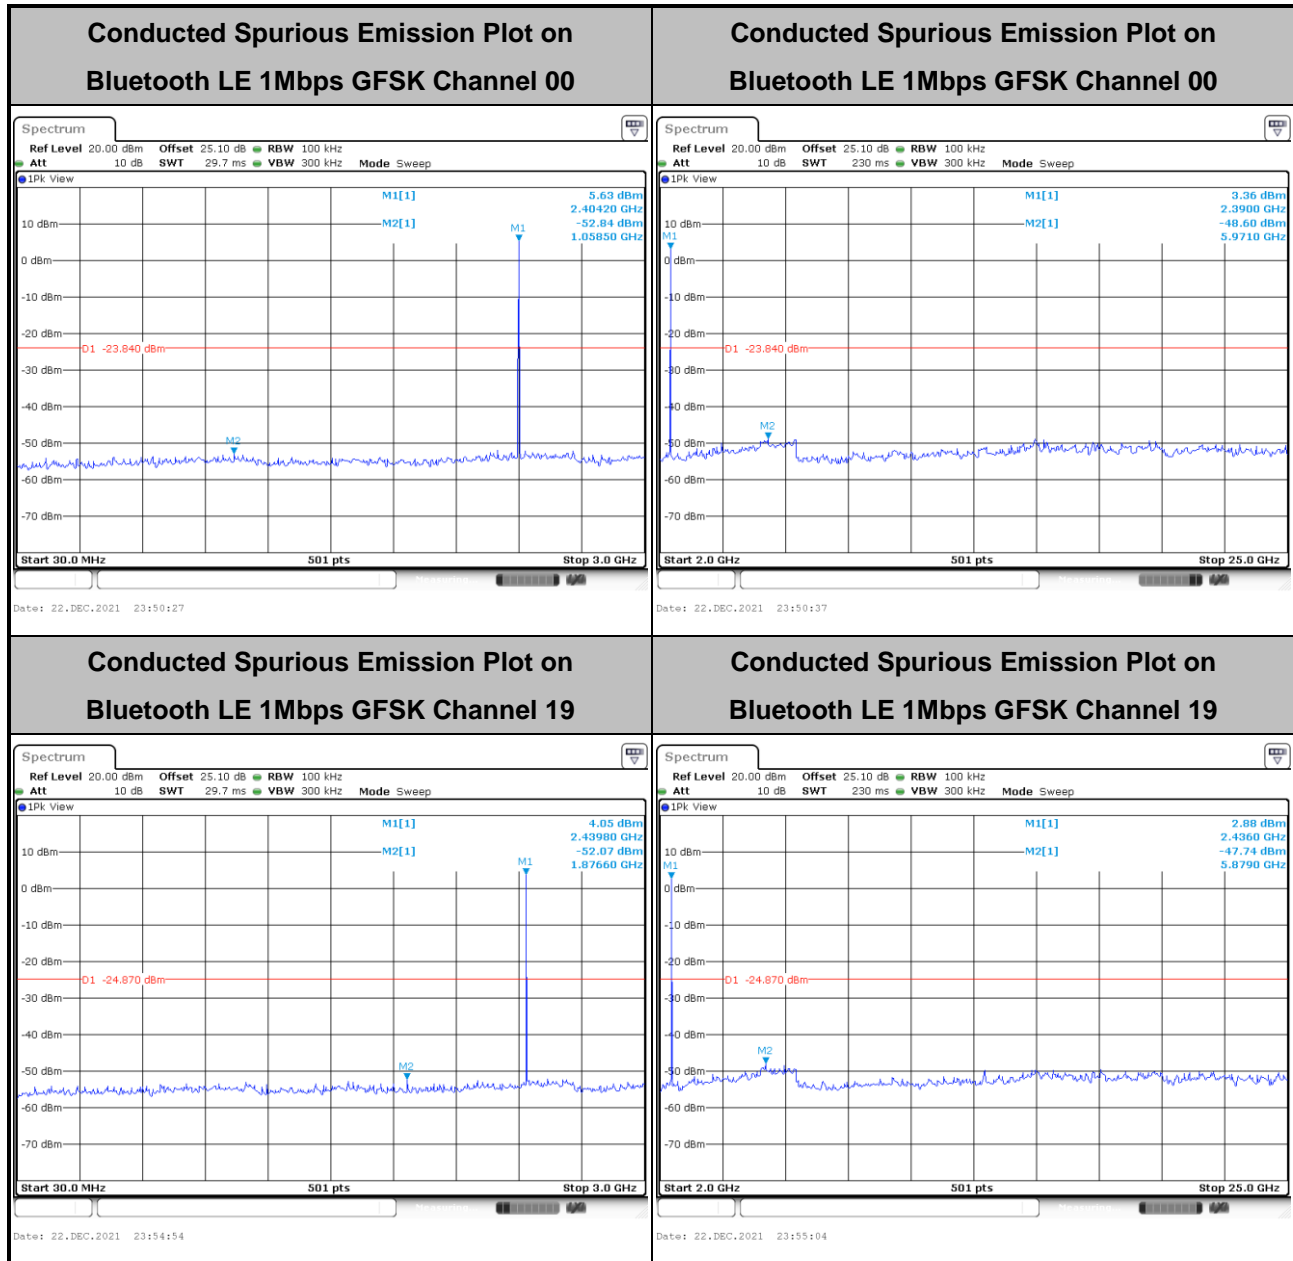 Conducted Spurious Emission Plot on
Bluetooth LE 1Mbps GFSK Channel 00
Spectrum
Ref Level 20.00 dBm Offset 25.10 dB RBW 100 kHz
Att 10 dB SWT 29.7 ms VBW 300 kHz Mode Sweep
1Pk View
M1[1] 5.63 dBm
2.40420 GHz
M2[1] -52.84 dBm
1.05850 GHz
M1
10 dBm
0 dBm
-10 dBm
-20 dBm
D1 -23.840 dBm
-30 dBm
-40 dBm
M2
-50 dBm
-60 dBm
-70 dBm
Start 30.0 MHz 501 pts Stop 3.0 GHz
Date: 22.DEC.2021 23:50:27
Conducted Spurious Emission Plot on
Bluetooth LE 1Mbps GFSK Channel 00
Spectrum
Ref Level 20.00 dBm Offset 25.10 dB RBW 100 kHz
Att 10 dB SWT 230 ms VBW 300 kHz Mode Sweep
1Pk View
M1[1] 3.36 dBm
2.3900 GHz
M2[1] -48.60 dBm
5.9710 GHz
10 dBm
M1
0 dBm
-10 dBm
-20 dBm
D1 -23.840 dBm
-30 dBm
-40 dBm
M2
-50 dBm
-60 dBm
-70 dBm
Start 2.0 GHz 501 pts Stop 25.0 GHz
Date: 22.DEC.2021 23:50:37
Conducted Spurious Emission Plot on
Bluetooth LE 1Mbps GFSK Channel 19
Spectrum
Ref Level 20.00 dBm Offset 25.10 dB RBW 100 kHz
Att 10 dB SWT 29.7 ms VBW 300 kHz Mode Sweep
1Pk View
M1[1] 4.05 dBm
2.43980 GHz
M2[1] -52.07 dBm
1.87660 GHz
10 dBm
M1
0 dBm
-10 dBm
-20 dBm
D1 -24.870 dBm
-30 dBm
-40 dBm
M2
-50 dBm
-60 dBm
-70 dBm
Start 30.0 MHz 501 pts Stop 3.0 GHz
Date: 22.DEC.2021 23:54:54
Conducted Spurious Emission Plot on
Bluetooth LE 1Mbps GFSK Channel 19
Spectrum
Ref Level 20.00 dBm Offset 25.10 dB RBW 100 kHz
Att 10 dB SWT 230 ms VBW 300 kHz Mode Sweep
1Pk View
M1[1] 2.88 dBm
2.4360 GHz
M2[1] -47.74 dBm
5.8790 GHz
10 dBm
M1
0 dBm
-10 dBm
-20 dBm
D1 -24.870 dBm
-30 dBm
-40 dBm
M2
-50 dBm
-60 dBm
-70 dBm
Start 2.0 GHz 501 pts Stop 25.0 GHz
Date: 22.DEC.2021 23:55:04